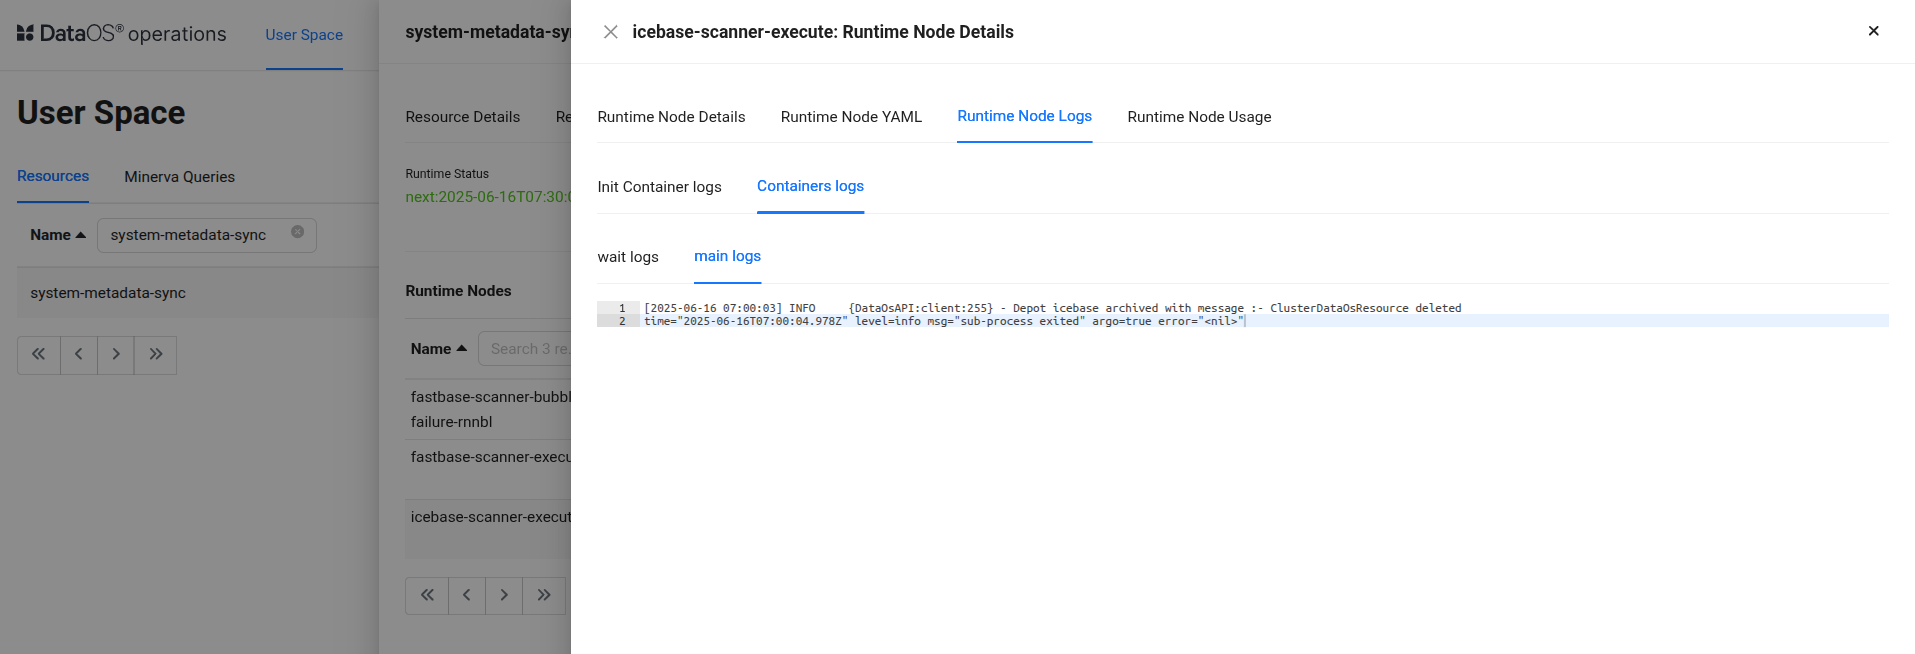 DataOS® operations
User Space
User Space
Resources
Minerva Queries
Name
system-metadata-sync
system-metadata-sync
system-metadata-sy
Resource Details
Re
Runtime Status
next:2025-06-16T07:30:0
Runtime Nodes
Name
Search 3 re.
fastbase-scanner-bubbl
failure-rnnbl
fastbase-scanner-execu
icebase-scanner-execut
icebase-scanner-execute: Runtime Node Details
Runtime Node Details
Runtime Node YAML
Runtime Node Logs
Runtime Node Usage
Init Container logs
Containers logs
wait logs
main logs
1 [2025-06-16 07:00:03] INFO     {DataOsAPI:client:255} - Depot icebase archived with message :- ClusterDataOsResource deleted
2 time="2025-06-16T07:00:04.978Z" level=info msg="sub-process exited" argo=true error="<nil>"